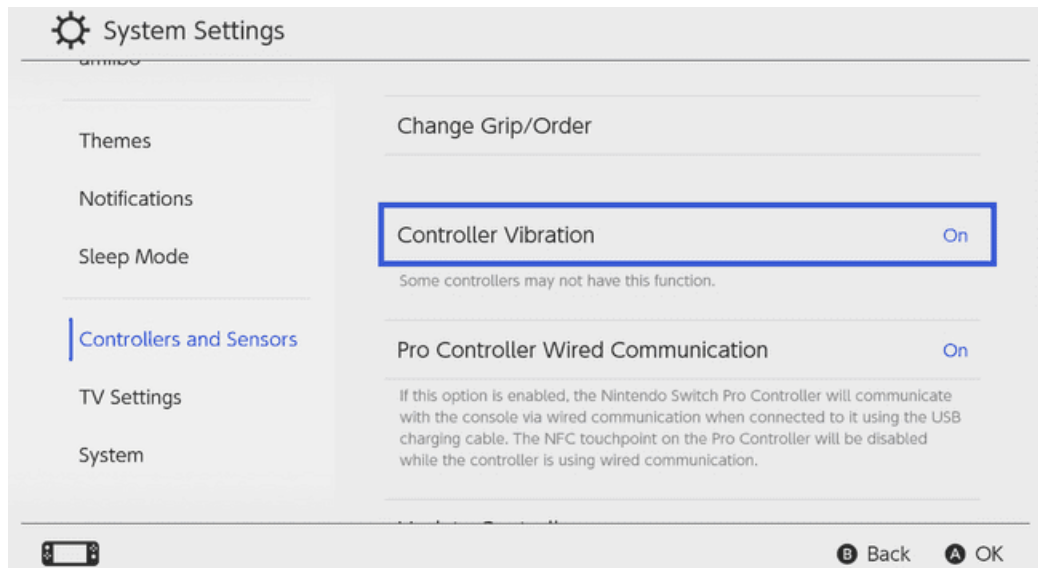 System Settings
amiibo
Themes
Notifications
Sleep Mode
Controllers and Sensors
TV Settings
System
Change Grip/Order
Controller Vibration On
Some controllers may not have this function.
Pro Controller Wired Communication On
If this option is enabled, the Nintendo Switch Pro Controller will communicate
with the console via wired communication when connected to it using the USB
charging cable. The NFC touchpoint on the Pro Controller will be disabled
while the controller is using wired communication.
B Back A OK